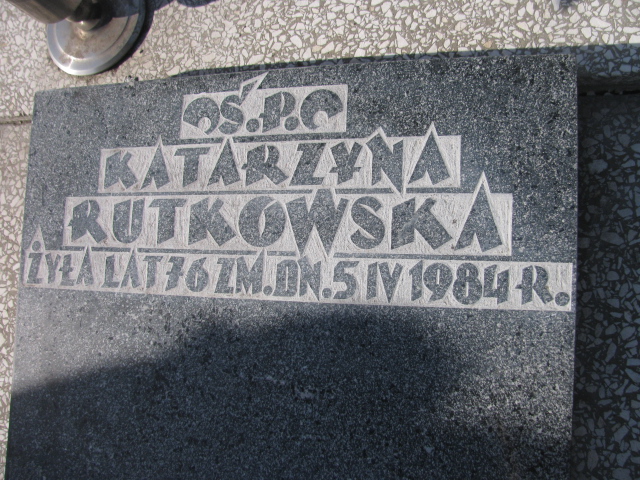 Ś.P.
KATARZYNA
RUTKOWSKA
ŻYŁA LAT 76 ZM. DN. 5 IV 1984 R.